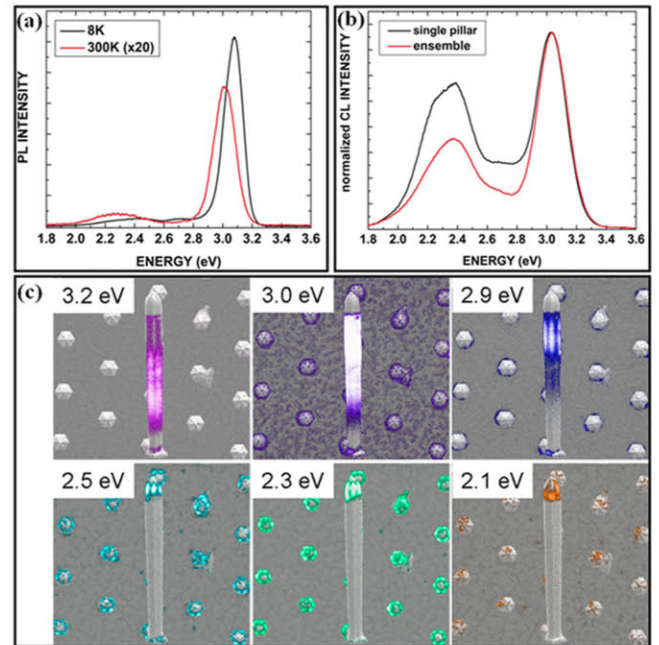 (a)
8K
300K (x20)
PL INTENSITY
1.8 2.0 2.2 2.4 2.6 2.8 3.0 3.2 3.4 3.6
ENERGY (eV)
(b)
single pillar
ensemble
normalized CL INTENSITY
1.8 2.0 2.2 2.4 2.6 2.8 3.0 3.2 3.4 3.6
ENERGY (eV)
(c)
3.2 eV
3.0 eV
2.9 eV
2.5 eV
2.3 eV
2.1 eV